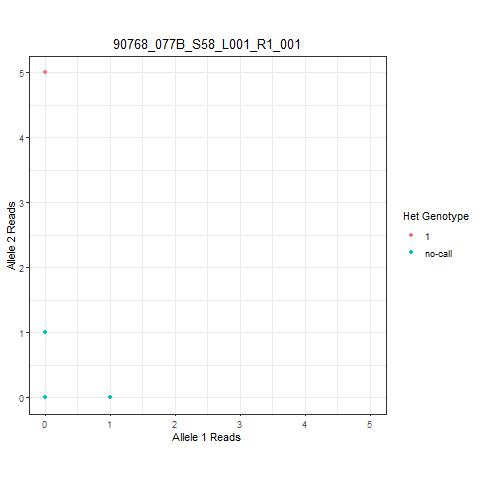 90768_077B_S58_L001_R1_001
5
4
3
2
1
0
Allele 2 Reads
0 1 2 3 4 5
Allele 1 Reads
Het Genotype
1
no-call